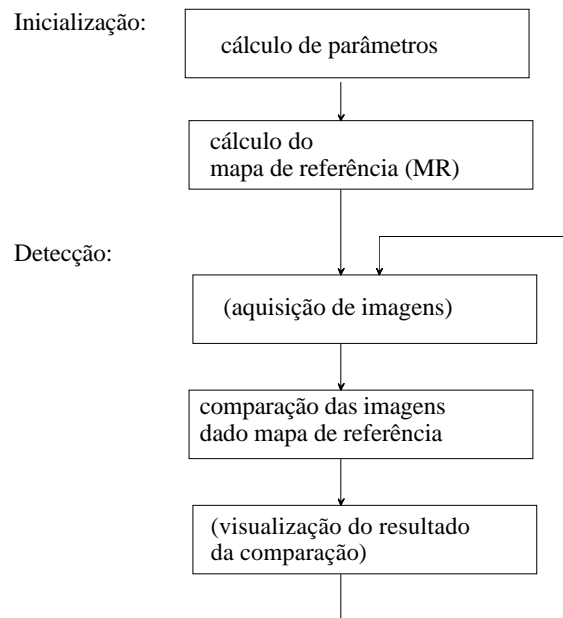 Inicialização:
cálculo de parâmetros
cálculo do
mapa de referência (MR)
Detecção:
(aquisição de imagens)
comparação das imagens
dado mapa de referência
(visualização do resultado
da comparação)